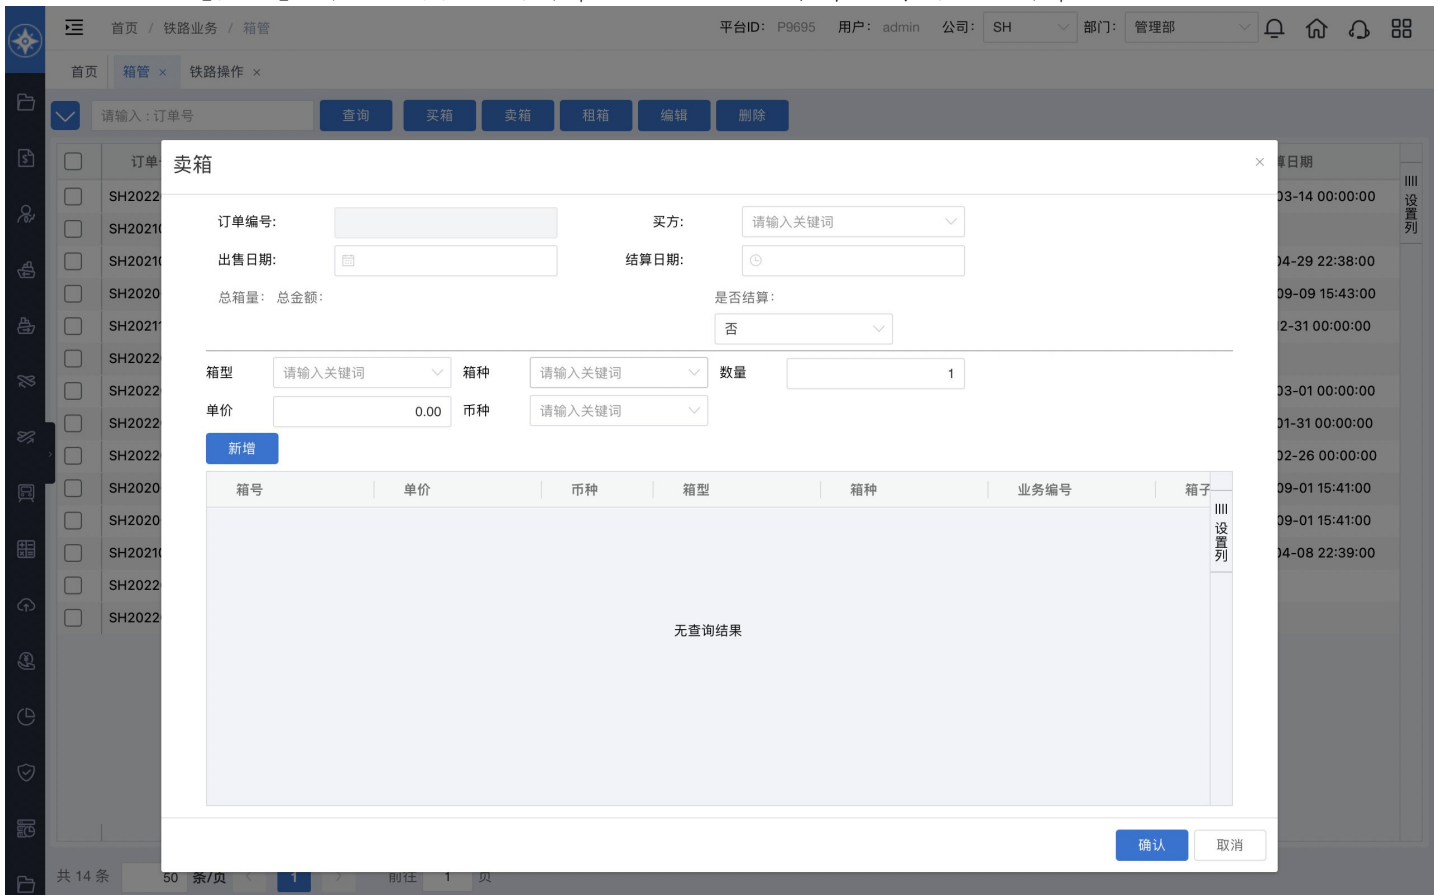 首页 / 铁路业务 / 箱管 平台ID: P9695 用户: admin 公司: SH 部门: 管理部
首页 箱管 × 铁路操作 ×
请输入 : 订单号 查询 买箱 卖箱 租箱 编辑 删除
订单 算日期
卖箱 ×
SH2022 03-14 00:00:00
设置列
订单编号: 买方: 请输入关键词
SH2021
出售日期: 结算日期:
SH2021 04-29 22:38:00
总箱量: 总金额: 是否结算:
SH2020 09-09 15:43:00
否
SH2021 2-31 00:00:00
SH2022
箱型 请输入关键词 箱种 请输入关键词 数量 1
SH2022 03-01 00:00:00
单价 0.00 币种 请输入关键词
SH2022 01-31 00:00:00
新增
SH2022 02-26 00:00:00
箱号 单价 币种 箱型 箱种 业务编号 箱子
SH2020 09-01 15:41:00
设置列
SH2020 09-01 15:41:00
SH2021 04-08 22:39:00
SH2022
SH2022
无查询结果
确认 取消
共 14 条 50 条/页 1 前往 1 页